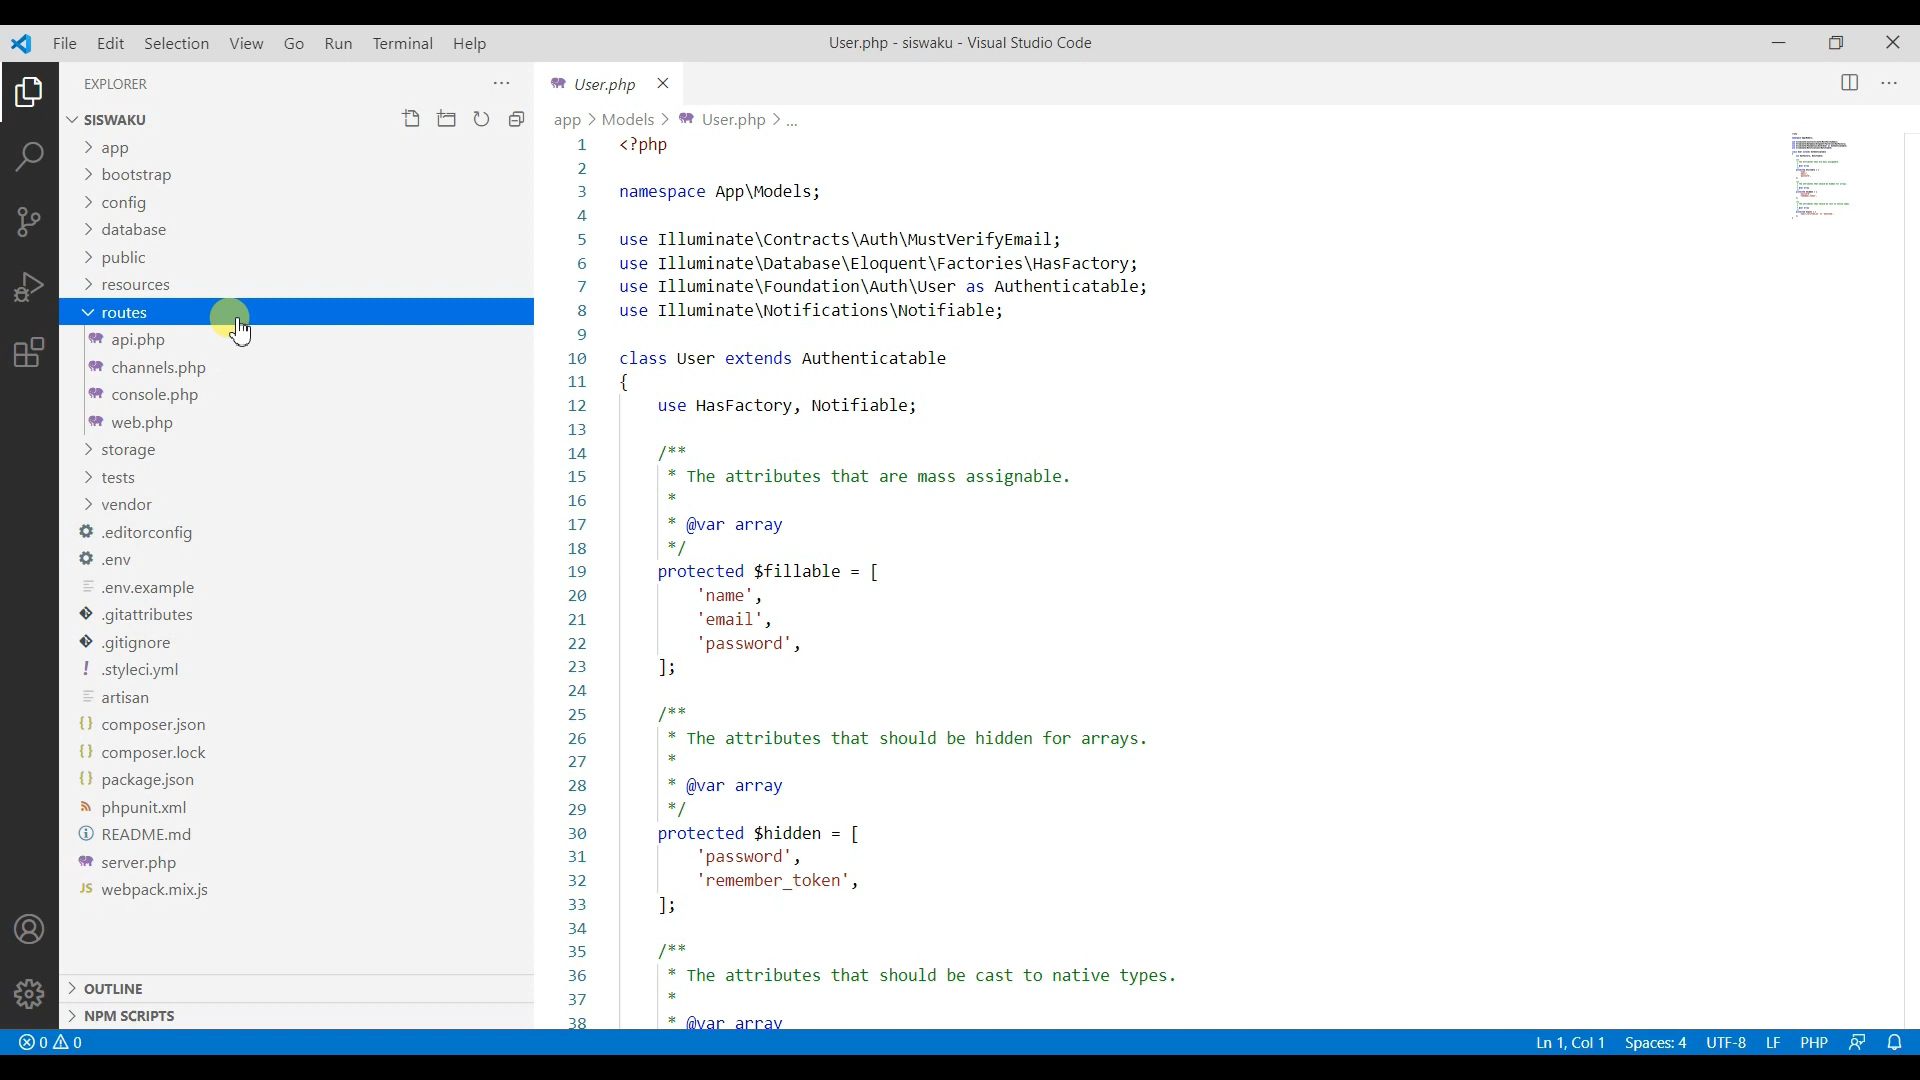 File Edit Selection View Go Run Terminal Help
User.php - siswaku - Visual Studio Code
EXPLORER
SISWAKU
app
bootstrap
config
database
public
resources
routes
api.php
channels.php
console.php
web.php
storage
tests
vendor
.editorconfig
.env
.env.example
.gitattributes
.gitignore
.styleci.yml
artisan
composer.json
composer.lock
package.json
phpunit.xml
README.md
server.php
JS webpack.mix.js
OUTLINE
NPM SCRIPTS
User.php
app > Models > User.php > ...
1 <?php
2
3 namespace App\Models;
4
5 use Illuminate\Contracts\Auth\MustVerifyEmail;
6 use Illuminate\Database\Eloquent\Factories\HasFactory;
7 use Illuminate\Foundation\Auth\User as Authenticatable;
8 use Illuminate\Notifications\Notifiable;
9
10 class User extends Authenticatable
11 {
12 use HasFactory, Notifiable;
13
14 /**
15 * The attributes that are mass assignable.
16 *
17 * @var array
18 */
19 protected $fillable = [
20 'name',
21 'email',
22 'password',
23 ];
24
25 /**
26 * The attributes that should be hidden for arrays.
27 *
28 * @var array
29 */
30 protected $hidden = [
31 'password',
32 'remember_token',
33 ];
34
35 /**
36 * The attributes that should be cast to native types.
37 *
38 * @var array
0 0
Ln 1, Col 1 Spaces: 4 UTF-8 LF PHP